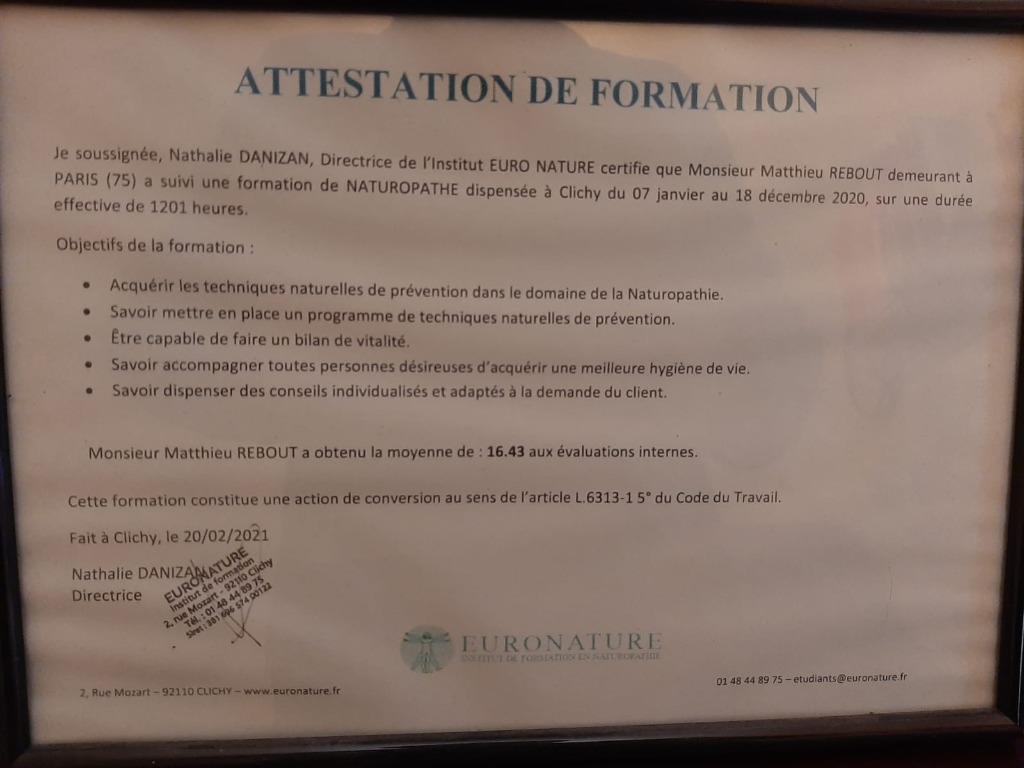 ATTESTATION DE FORMATION
Je soussignée, Nathalie DANIZAN, Directrice de l'Institut EURO NATURE certifie que Monsieur Matthieu REBOUT demeurant à
PARIS (75) a suivi une formation de NATUROPATHE dispensée à Clichy du 07 janvier au 18 décembre 2020, sur une durée
effective de 1201 heures.
Objectifs de la formation :
• Acquérir les techniques naturelles de prévention dans le domaine de la Naturopathie.
• Savoir mettre en place un programme de techniques naturelles de prévention.
• Être capable de faire un bilan de vitalité.
• Savoir accompagner toutes personnes désireuses d'acquérir une meilleure hygiène de vie.
• Savoir dispenser des conseils individualisés et adaptés à la demande du client.
Monsieur Matthieu REBOUT a obtenu la moyenne de : 16.43 aux évaluations internes.
Cette formation constitue une action de conversion au sens de l'article L.6313-1 5° du Code du Travail.
Fait à Clichy, le 20/02/2021
Nathalie DANIZAN
Directrice
EURONATURE
Institut de formation
2, rue Mozart - 92110 Clichy
Tél. : 01 48 44 89 75
Siret : 381 696 574 00122
EURONATURE
INSTITUT DE FORMATION EN NATUROPATHIE
2, Rue Mozart – 92110 CLICHY – www.euronature.fr
01 48 44 89 75 – etudiants@euronature.fr